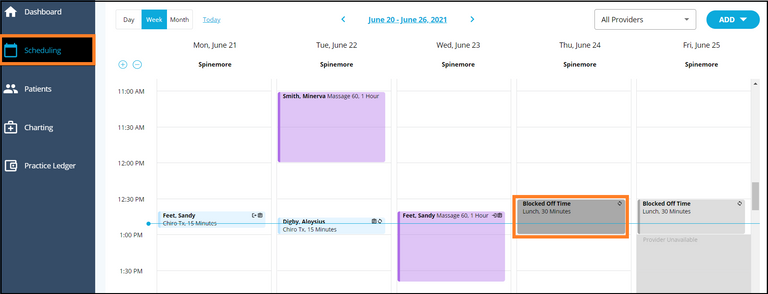 Dashboard
Scheduling
Patients
Charting
Practice Ledger
Day Week Month Today
June 20 - June 26, 2021
All Providers
ADD
Mon, June 21 Tue, June 22 Wed, June 23 Thu, June 24 Fri, June 25
Spinemore Spinemore Spinemore Spinemore Spinemore
11:00 AM
11:30 AM
12:00 PM
12:30 PM
1:00 PM
1:30 PM
Feet, Sandy
Chiro Tx, 15 Minutes
Smith, Minerva Massage 60, 1 Hour
Digby, Aloysius
Chiro Tx, 15 Minutes
Feet, Sandy Massage 60, 1 Hour
Blocked Off Time
Lunch, 30 Minutes
Blocked Off Time
Lunch, 30 Minutes
Provider Unavailable